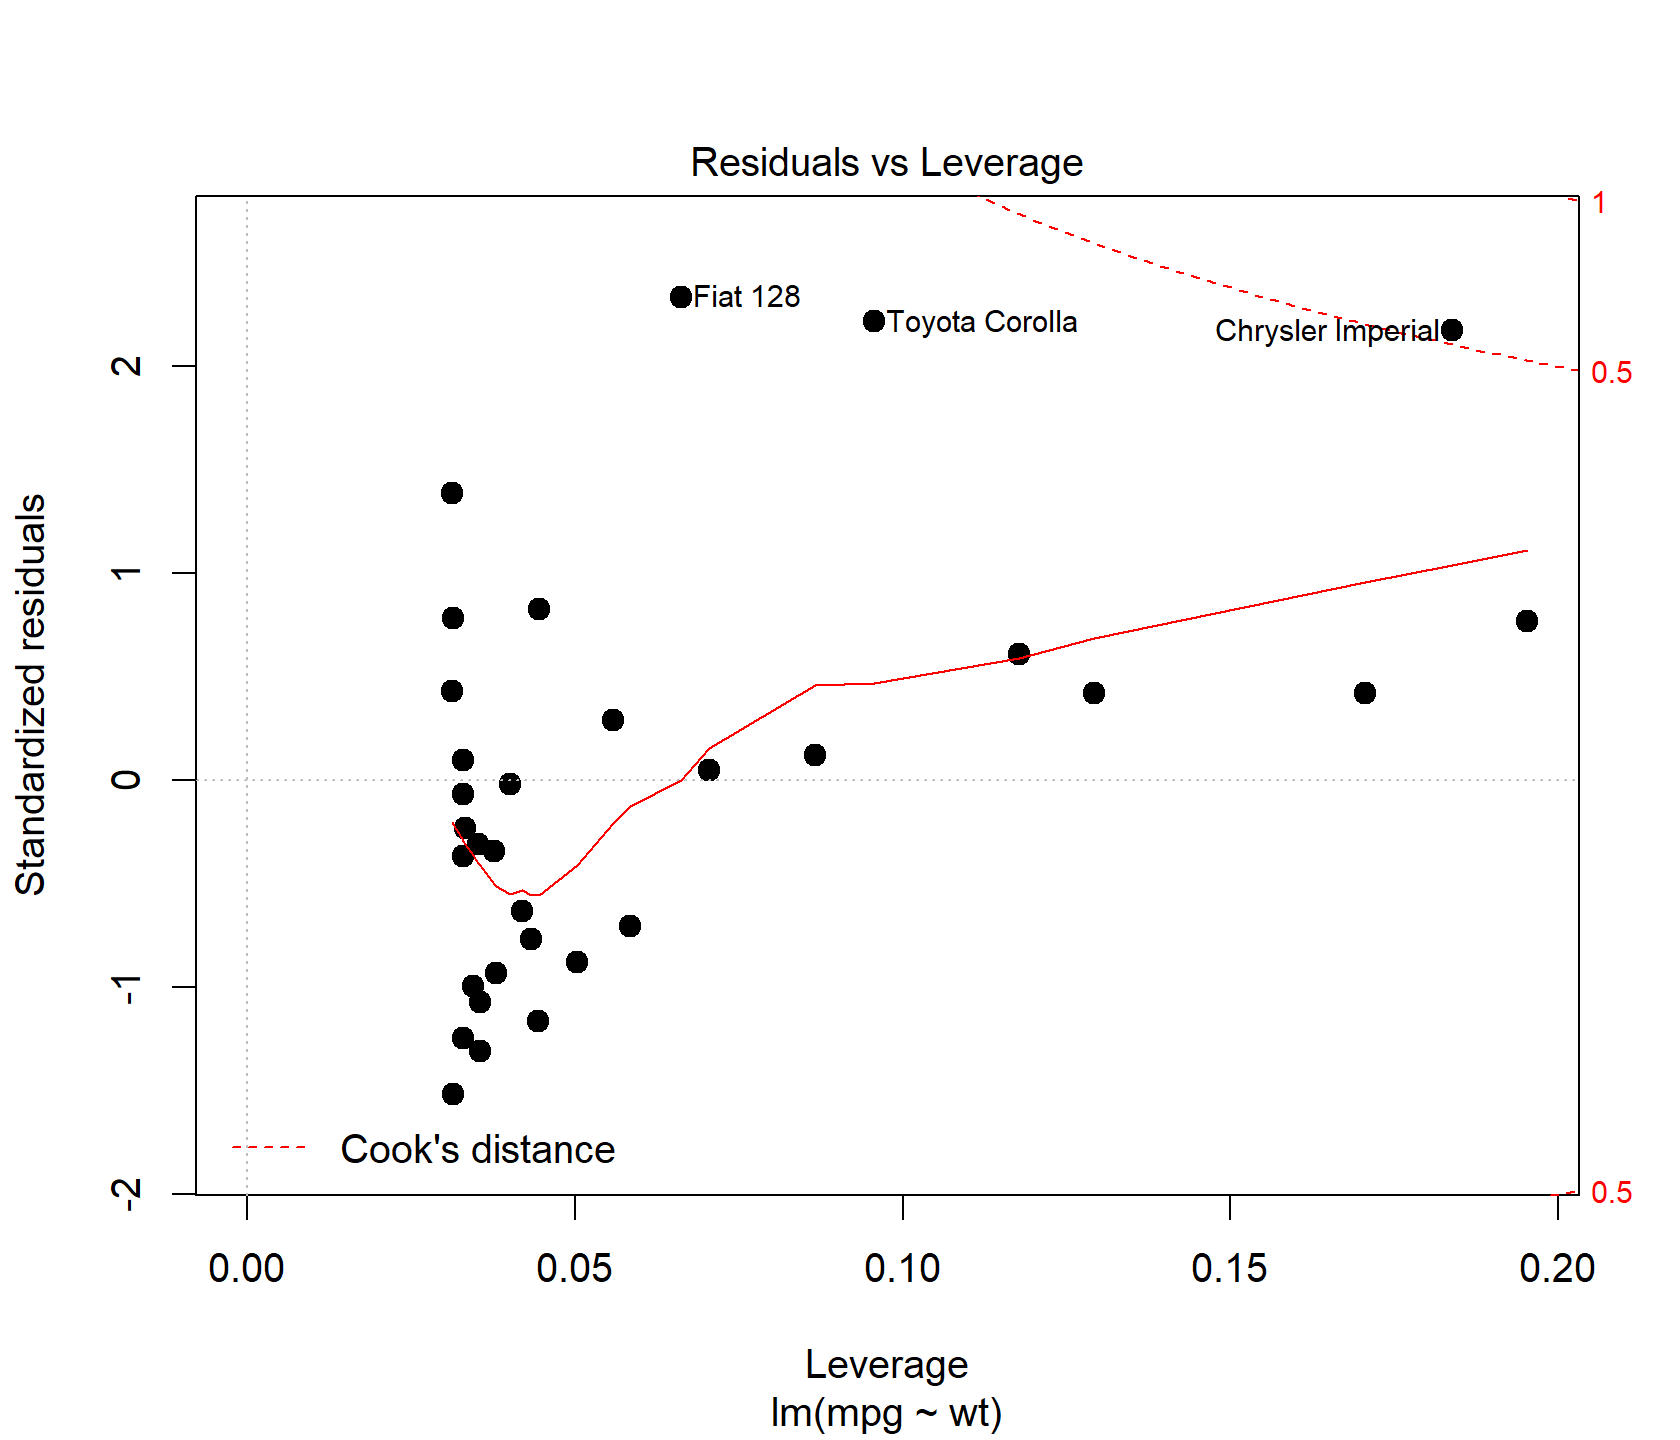 Residuals vs Leverage
1
Fiat 128
Toyota Corolla
Chrysler Imperial
2
0.5
1
Standardized residuals
0
-1
Cook's distance
-2
0.5
0.00 0.05 0.10 0.15 0.20
Leverage
lm(mpg ~ wt)